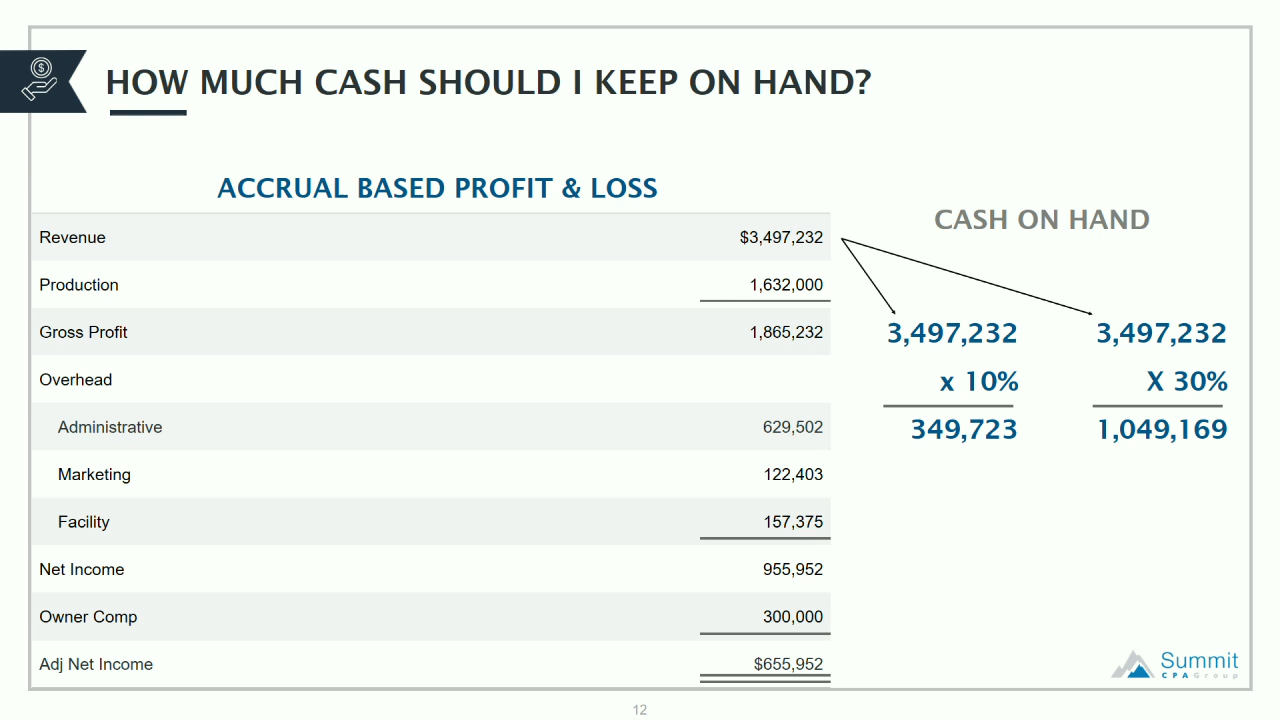 $
HOW MUCH CASH SHOULD I KEEP ON HAND?
ACCRUAL BASED PROFIT & LOSS
Revenue $3,497,232
Production 1,632,000
Gross Profit 1,865,232
Overhead
Administrative 629,502
Marketing 122,403
Facility 157,375
Net Income 955,952
Owner Comp 300,000
Adj Net Income $655,952
CASH ON HAND
3,497,232 3,497,232
x 10% X 30%
349,723 1,049,169
Summit
CPA Group
12